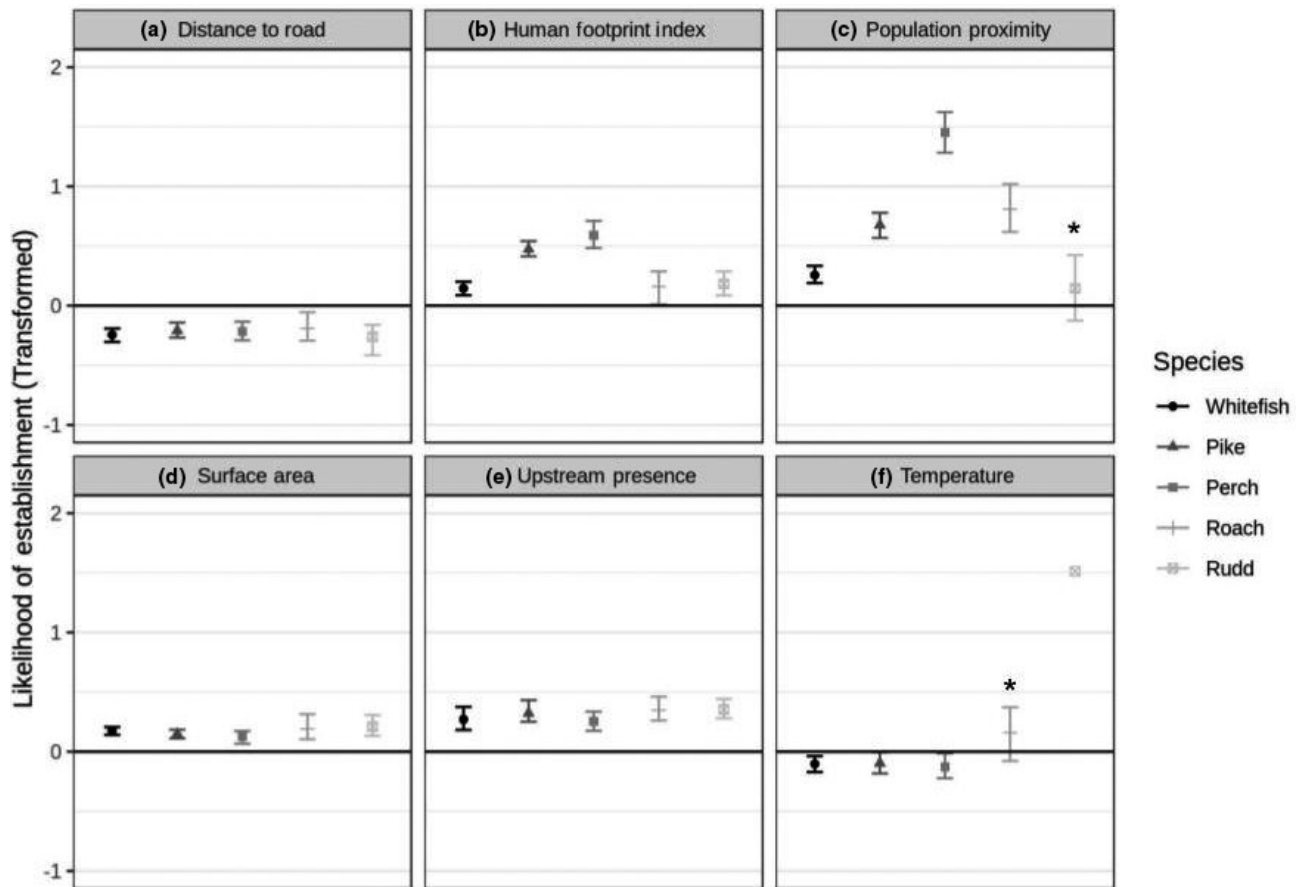 (a) Distance to road
(b) Human footprint index
(c) Population proximity
2
1
0
-1
*
(d) Surface area
(e) Upstream presence
(f) Temperature
2
1
0
-1
*
Likelihood of establishment (Transformed)
Species
Whitefish
Pike
Perch
Roach
Rudd